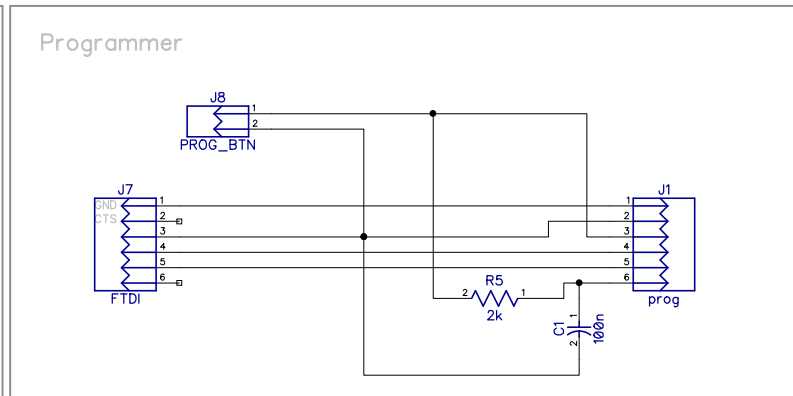 Programmer
J8
1
2
PROG_BTN
J7
GND 1
CTS 2
3
4
5
6
FTDI
J1
1
2
3
4
5
6
prog
R5
2 1
2k
C1
1
2
100n